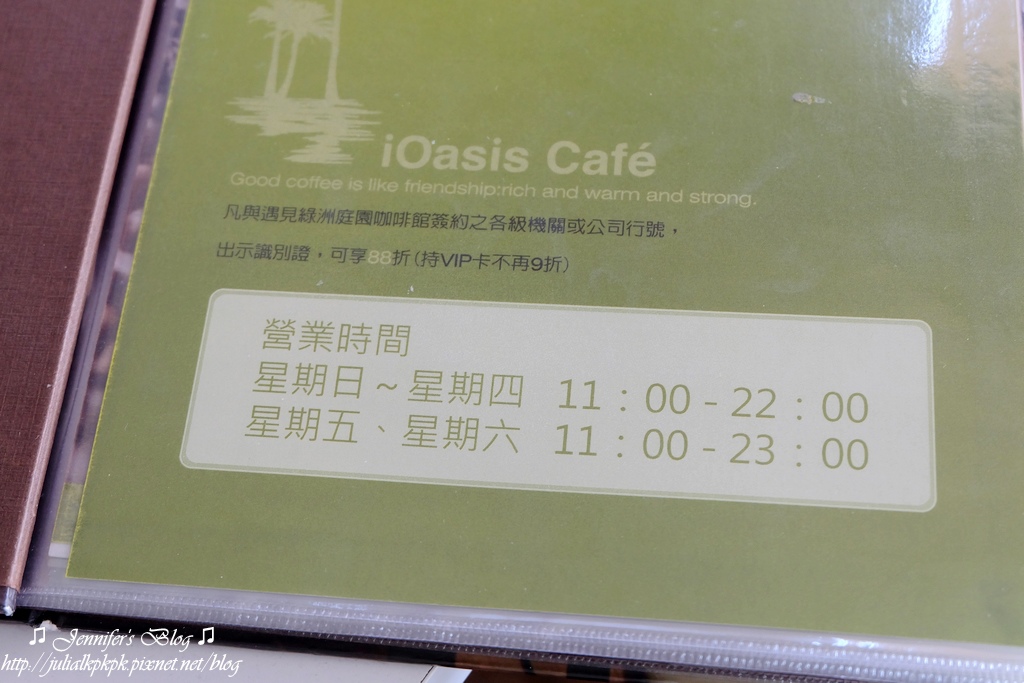 iOasis Café
Good coffee is like friendship:rich and warm and strong.
凡與遇見綠洲庭園咖啡館簽約之各級機關或公司行號，
出示識別證，可享88折(持VIP卡不再9折)
營業時間
星期日～星期四 11：00－22：00
星期五、星期六 11：00－23：00
♫ Jennifer's Blog ♫
http://julialkpkpk.pixnet.net/blog